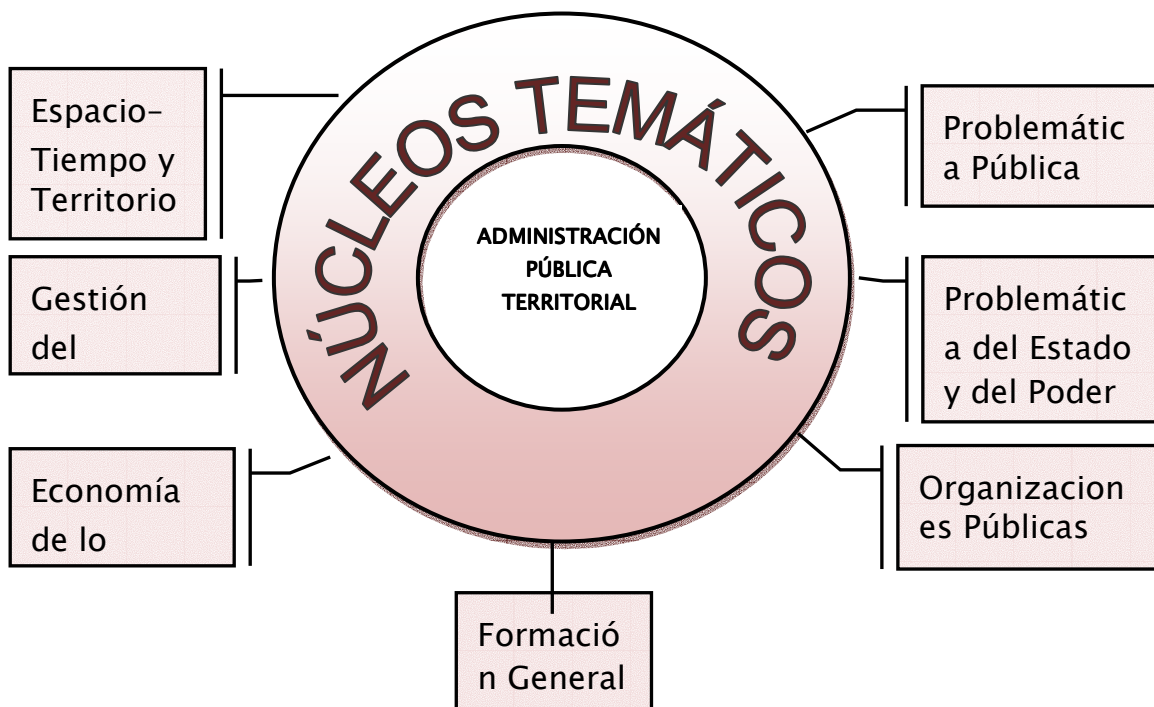 NÚCLEOS TEMÁTICOS
ADMINISTRACIÓN
PÚBLICA
TERRITORIAL
Espacio-
Tiempo y
Territorio
Gestión
del
Economía
de lo
Formació
n General
Problemátic
a Pública
Problemátic
a del Estado
y del Poder
Organizacion
es Públicas